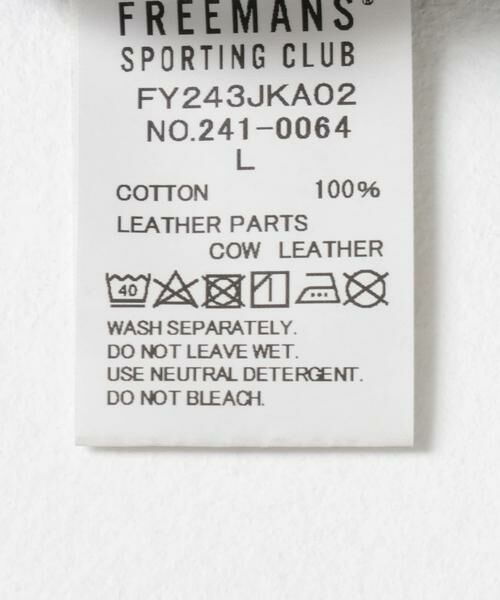 FREEMANS®
SPORTING CLUB
FY243JKA02
NO.241-0064
L
COTTON 100%
LEATHER PARTS
COW LEATHER
40
WASH SEPARATELY.
DO NOT LEAVE WET.
USE NEUTRAL DETERGENT.
DO NOT BLEACH.